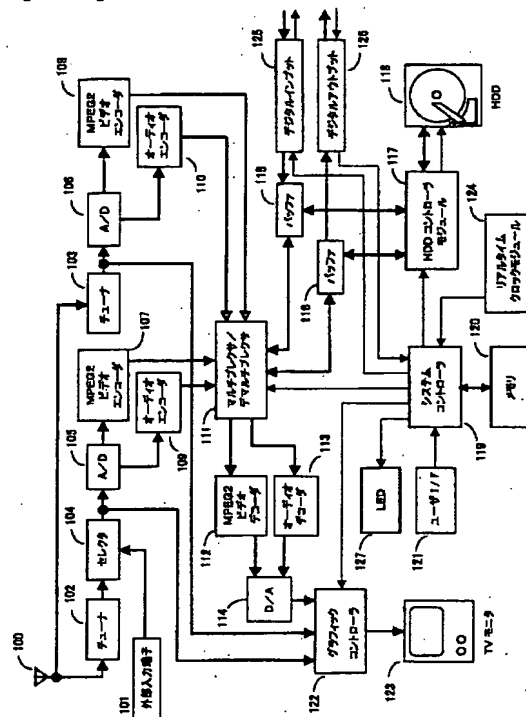 100
101
外部入力端子
102
チューナ
104
セレクタ
105
A/D
107
MPEG2
ビデオ
エンコーダ
109
オーディオ
エンコーダ
103
チューナ
106
A/D
108
MPEG2
ビデオ
エンコーダ
110
オーディオ
エンコーダ
111
マルチプレクサ/
デマルチプレクサ
112
MPEG2
ビデオ
デコーダ
113
オーディオ
デコーダ
114
D/A
115
バッファ
116
バッファ
125
デジタルインプット
126
デジタルアウトプット
117
HDD コントローラ
モジュール
118
HDD
119
システム
コントローラ
120
メモリ
121
ユーザ I/F
122
グラフィック
コントローラ
123
TV モニタ
124
リアルタイム
クロックモジュール
127
LED